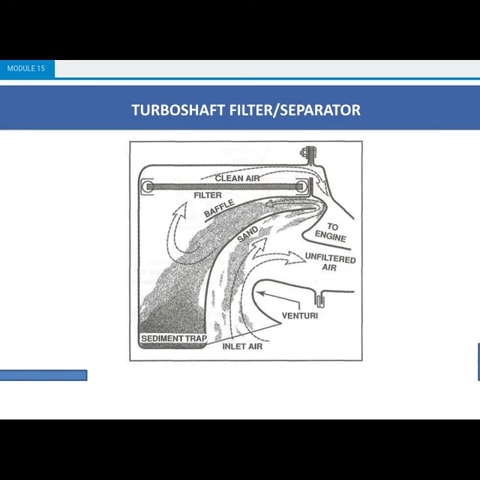 MODULE 15
TURBOSHAFT FILTER/SEPARATOR
CLEAN AIR
FILTER
BAFFLE
SAND
TO
ENGINE
UNFILTERED
AIR
VENTURI
SEDIMENT TRAP
INLET AIR